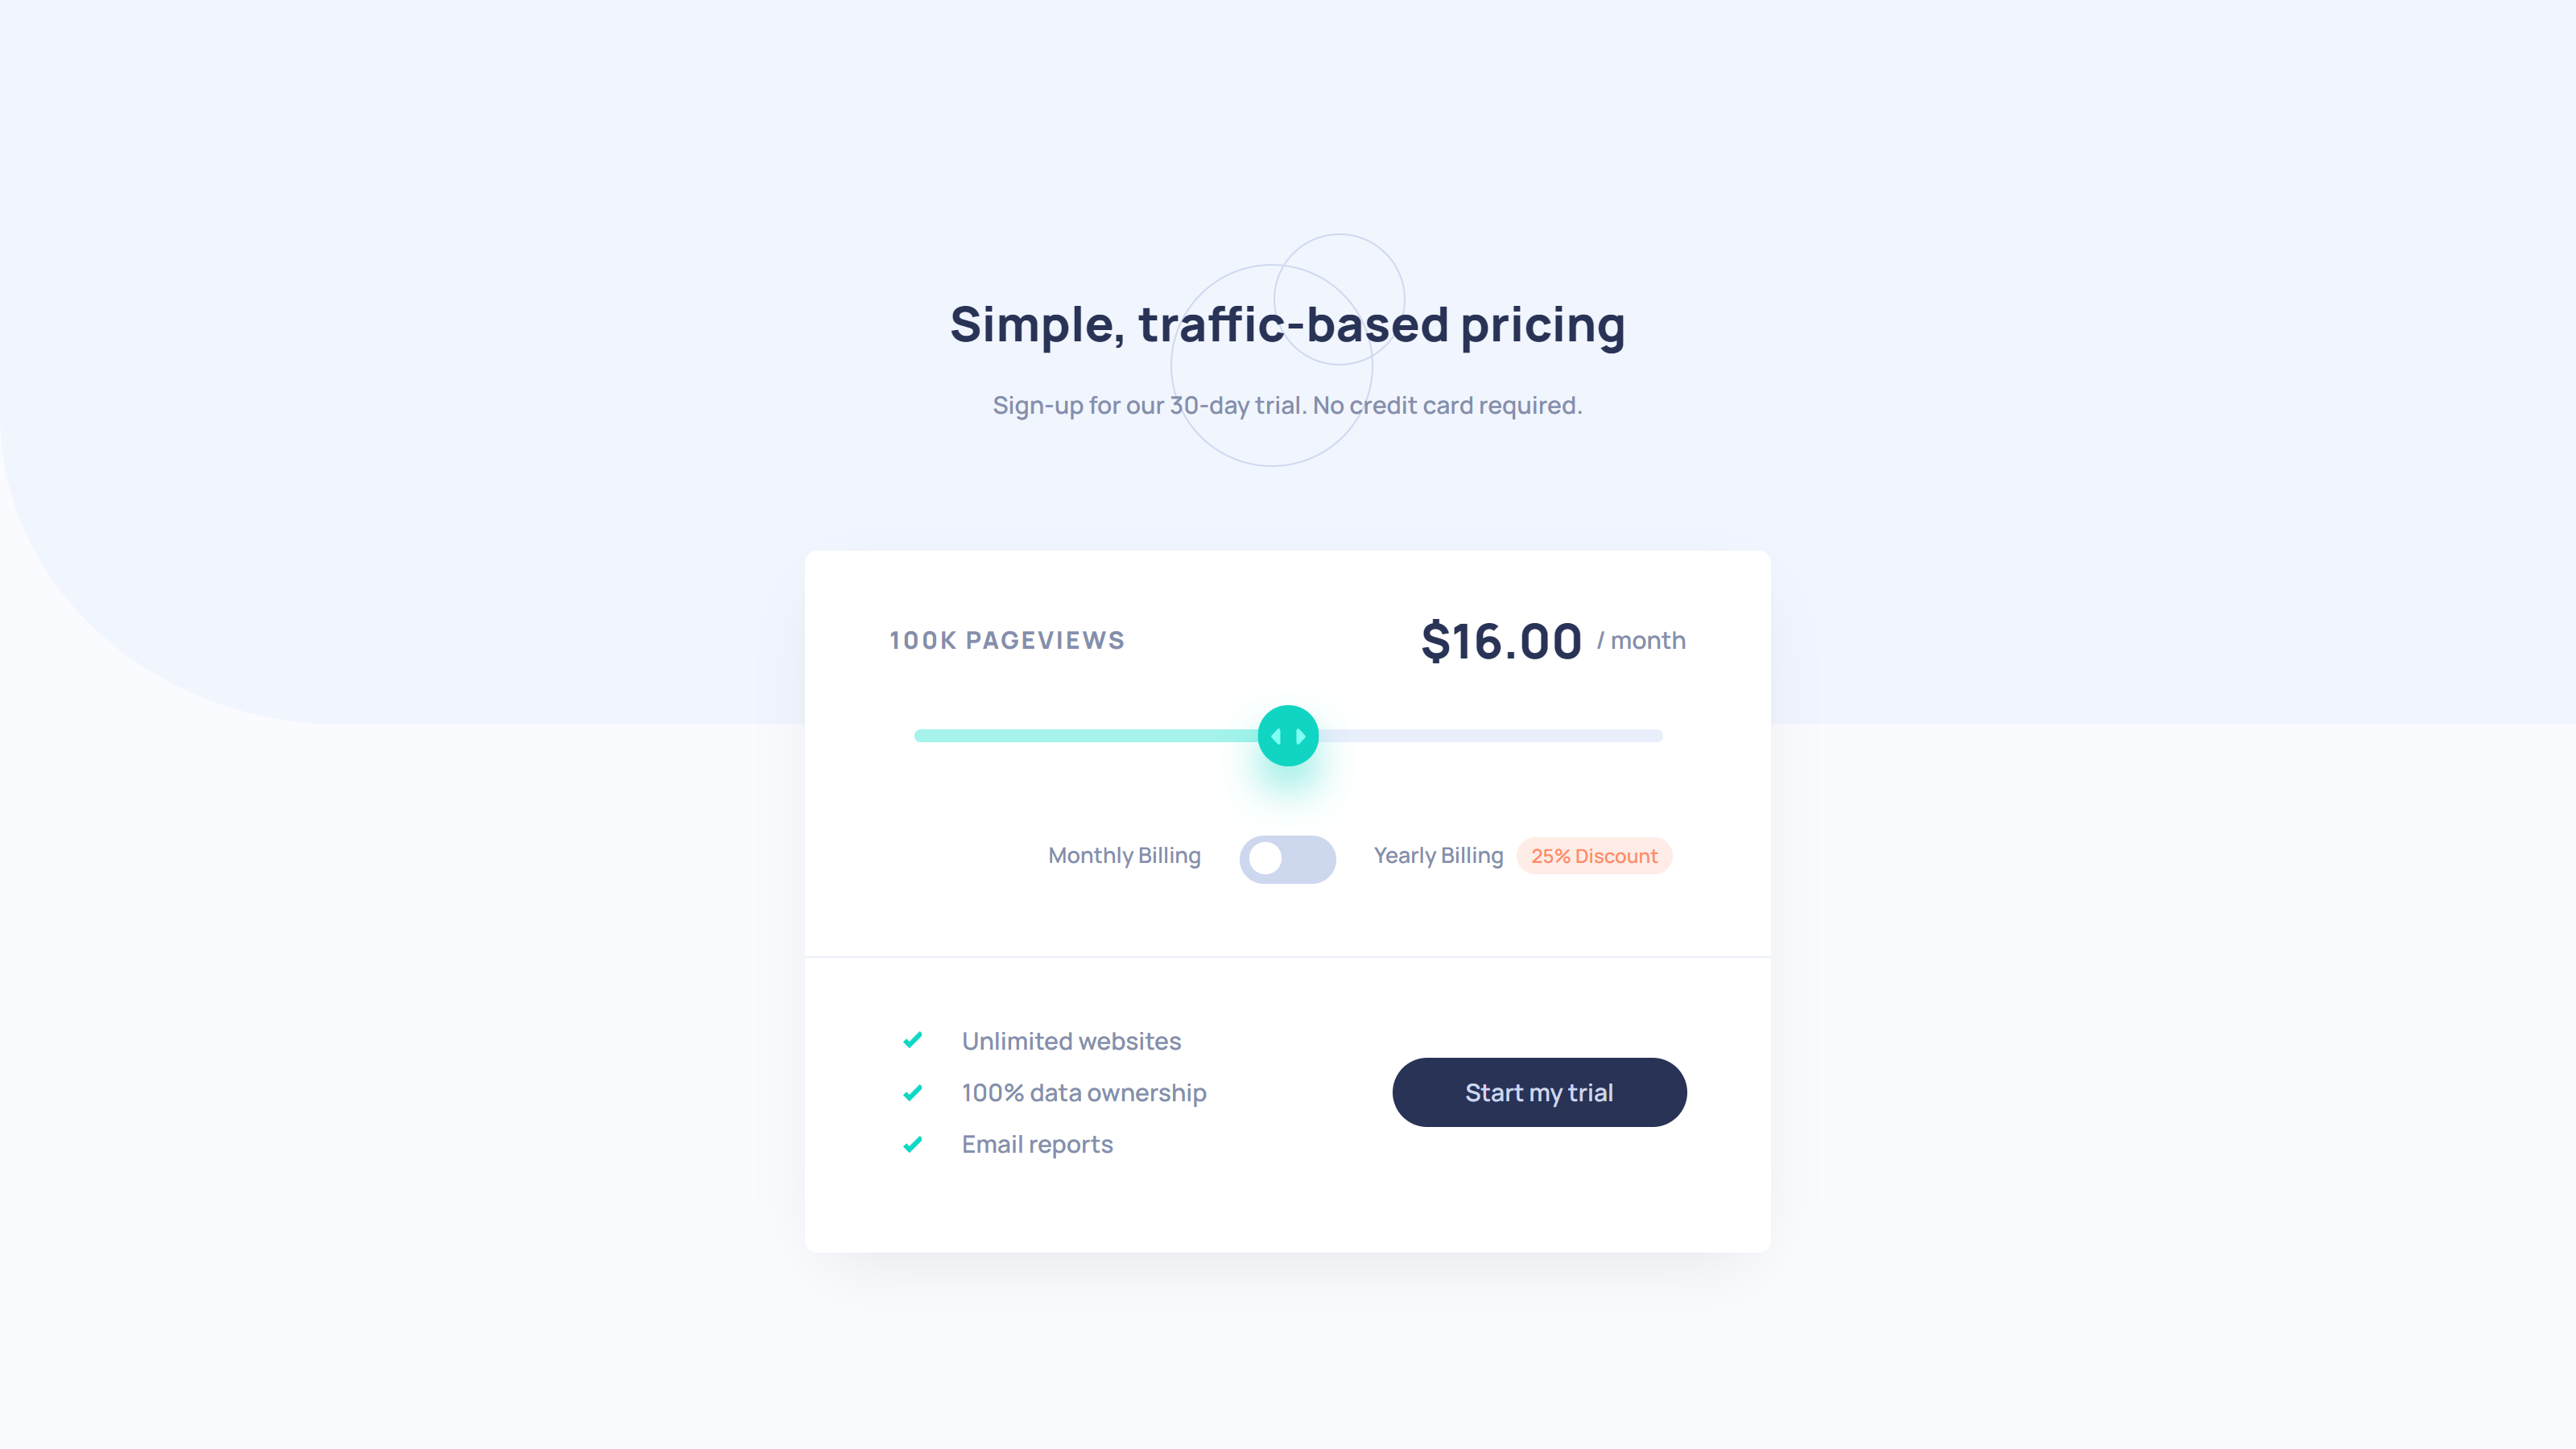 Simple, traffic-based pricing
Sign-up for our 30-day trial. No credit card required.
100K PAGEVIEWS
$16.00 / month
Monthly Billing
Yearly Billing 25% Discount
Unlimited websites
100% data ownership
Email reports
Start my trial